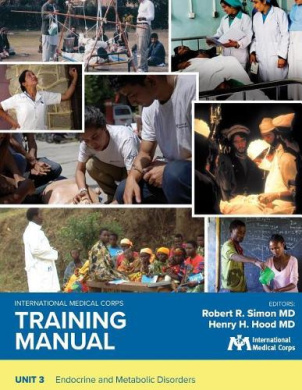 INTERNATIONAL MEDICAL CORPS
TRAINING
MANUAL
EDITORS:
Robert R. Simon MD
Henry H. Hood MD
International
Medical Corps
UNIT 3 Endocrine and Metabolic Disorders